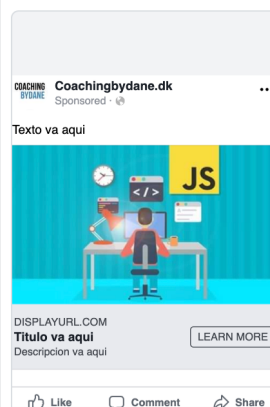 COACHING
BYDANE
Coachingbydane.dk
Sponsored ·
Texto va aqui
</>
JS
DISPLAYURL.COM
Titulo va aqui
LEARN MORE
Descripcion va aqui
Like Comment Share